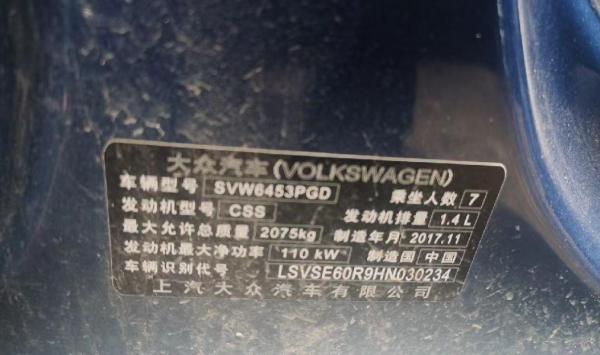 大众汽车(VOLKSWAGEN)
车辆型号 SVW6453PGD 乘坐人数 7
发动机型号 CSS 发动机排量 1.4 L
最大允许总质量 2075kg 制造年月 2017.11
发动机最大净功率 110 kW 制造国 中国
车辆识别代号 LSVSE60R9HN030234
上汽大众汽车有限公司